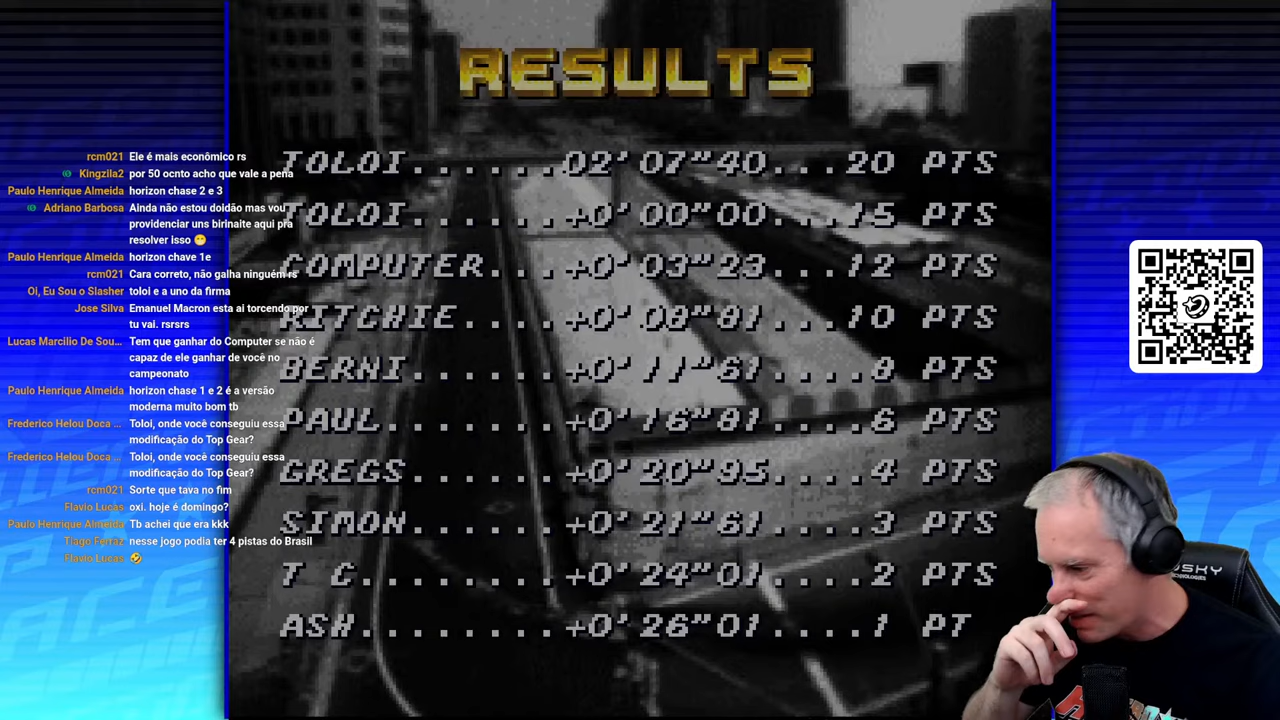 RESULTS
TOLOI.......02'07"40...20 PTS
TOLOI......+0'00"00...15 PTS
COMPUTER...+0'03"23...12 PTS
RITCHIE....+0'09"81...10 PTS
BERNI......+0'11"61....8 PTS
PAUL.......+0'16"81....6 PTS
GREGS......+0'20"95....4 PTS
SIMON......+0'21"61....3 PTS
T C........+0'24"01....2 PTS
ASH........+0'26"01....1 PT
rcm021 Ele é mais econômico rs
Kingzila2 por 50 ocnto acho que vale a pena
Paulo Henrique Almeida horizon chase 2 e 3
Adriano Barbosa Ainda não estou doidão mas vou
providenciar uns birinaite aqui pra
resolver isso 😁
Paulo Henrique Almeida horizon chave 1e
rcm021 Cara correto, não galha ninguém rs
Oi, Eu Sou o Slasher toloi e a uno da firma
Jose Silva Emanuel Macron esta ai torcendo por
tu vai. rsrsrs
Lucas Marcilio De Sou... Tem que ganhar do Computer se não é
capaz de ele ganhar de você no
campeonato
Paulo Henrique Almeida horizon chase 1 e 2 é a versão
moderna muito bom tb
Frederico Helou Doca ... Toloi, onde você conseguiu essa
modificação do Top Gear?
Frederico Helou Doca ... Toloi, onde você conseguiu essa
modificação do Top Gear?
rcm021 Sorte que tava no fim
Flavio Lucas oxi. hoje é domingo?
Paulo Henrique Almeida Tb achei que era kkk
Tiago Ferraz nesse jogo podia ter 4 pistas do Brasil
Flavio Lucas 🤣